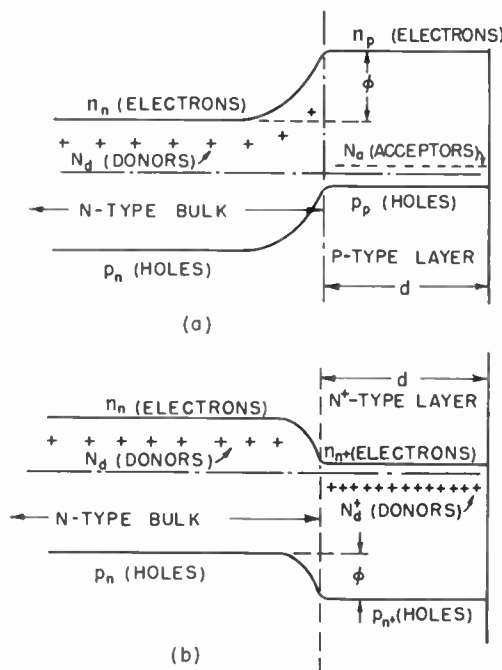 n_p (ELECTRONS)
ϕ
n_n (ELECTRONS)
+ + + + + + + +
N_d (DONORS)
N_a (ACCEPTORS)
N-TYPE BULK
p_p (HOLES)
p_n (HOLES)
P-TYPE LAYER
d
(a)
d
N⁺-TYPE LAYER
n_n (ELECTRONS)
+ + + + + + + +
n_n+ (ELECTRONS)
N_d (DONORS)
+++++++++++++
N_d⁺ (DONORS)
N-TYPE BULK
ϕ
p_n (HOLES)
p_n+ (HOLES)
(b)